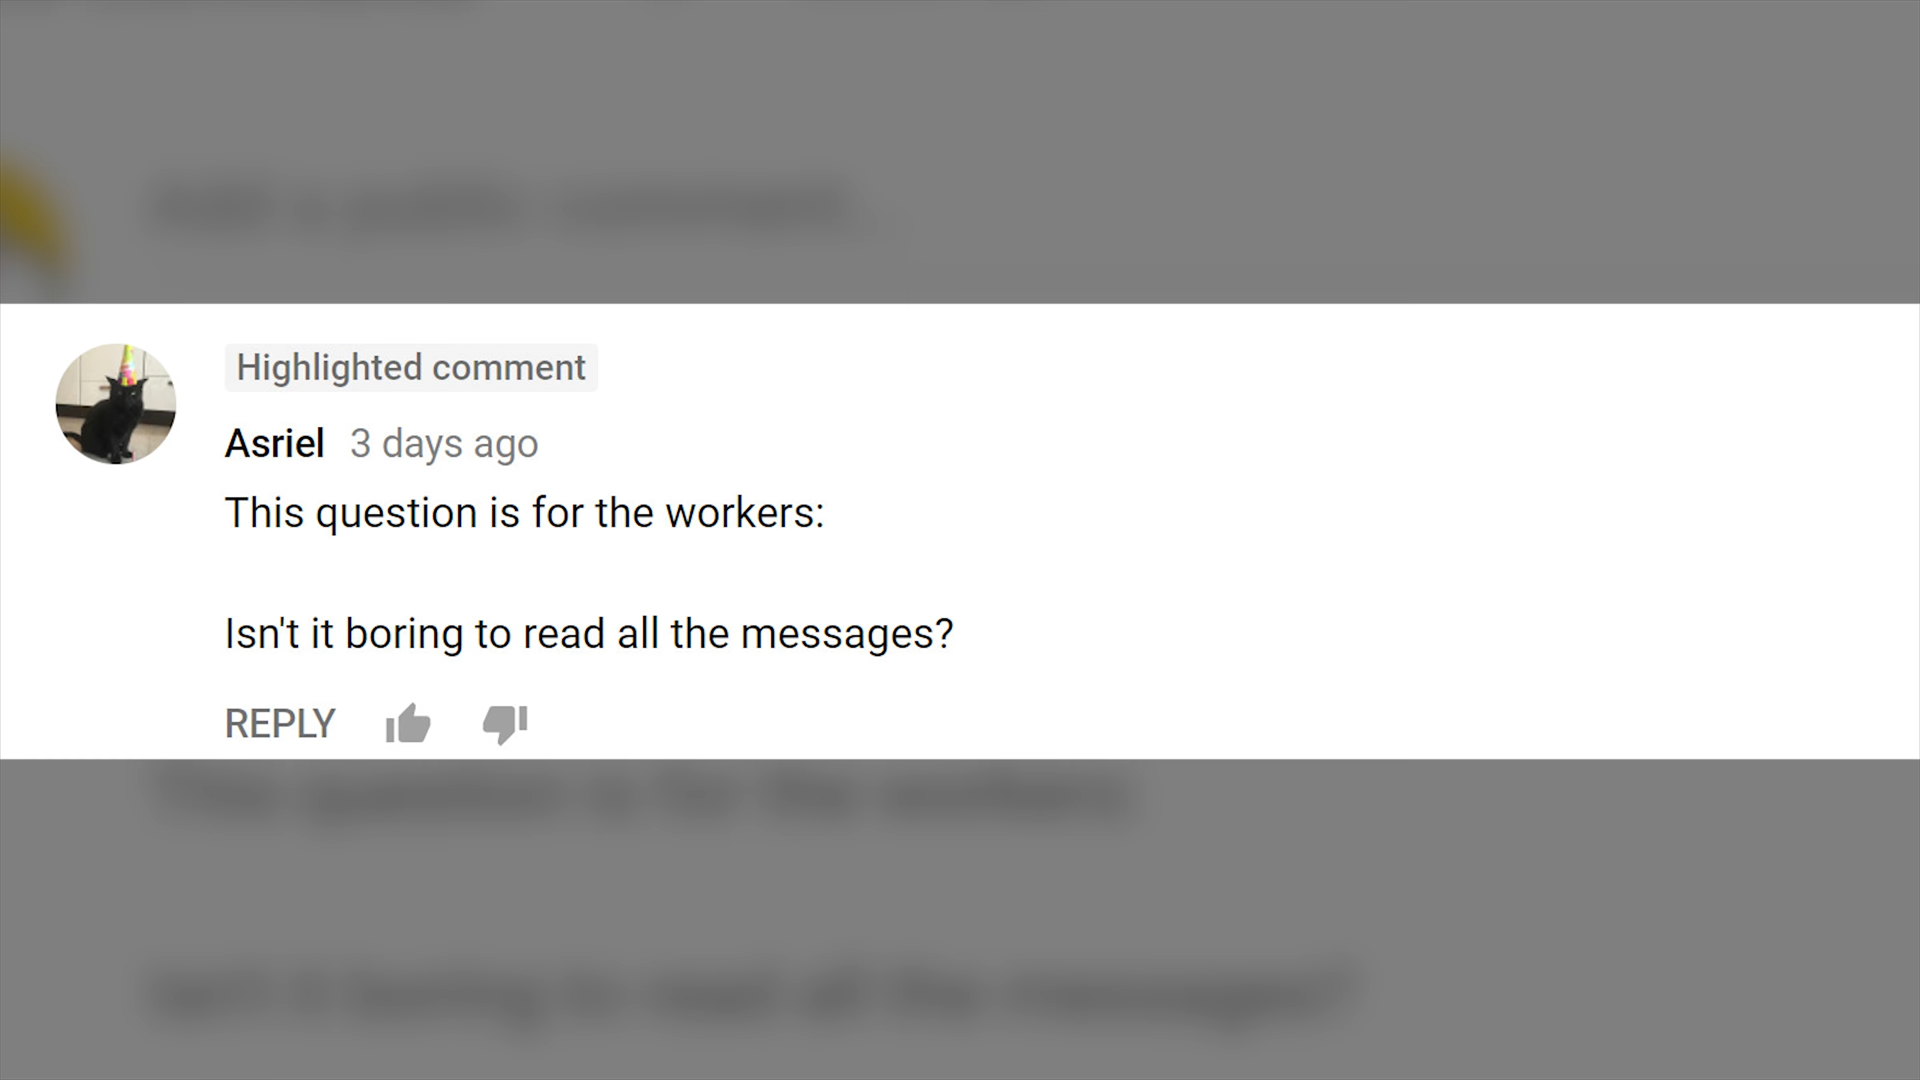 Highlighted comment
Asriel 3 days ago
This question is for the workers:
Isn't it boring to read all the messages?
REPLY